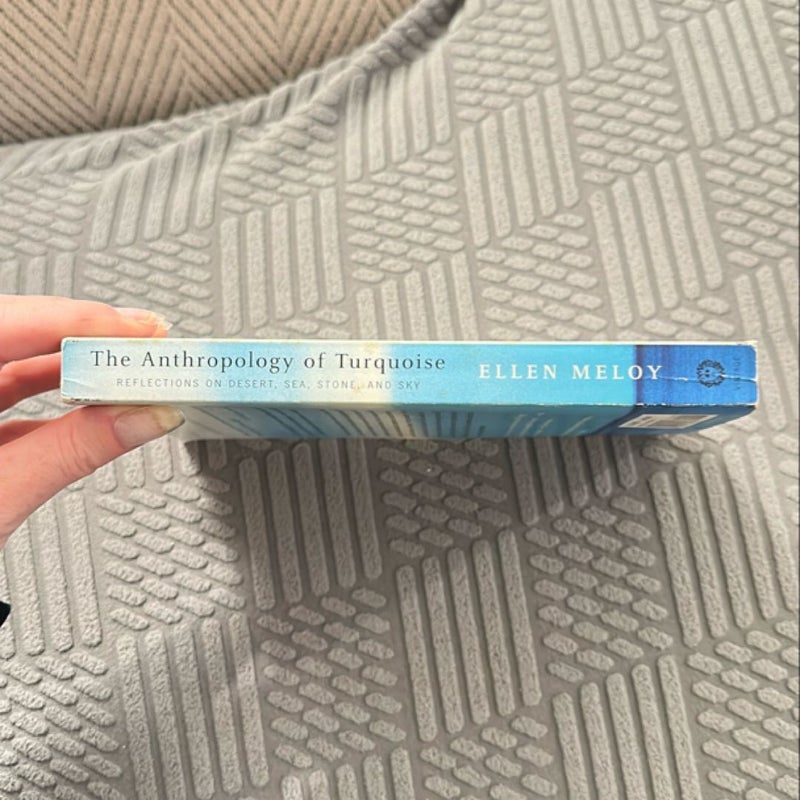 The Anthropology of Turquoise
REFLECTIONS ON DESERT, SEA, STONE, AND SKY
ELLEN MELOY